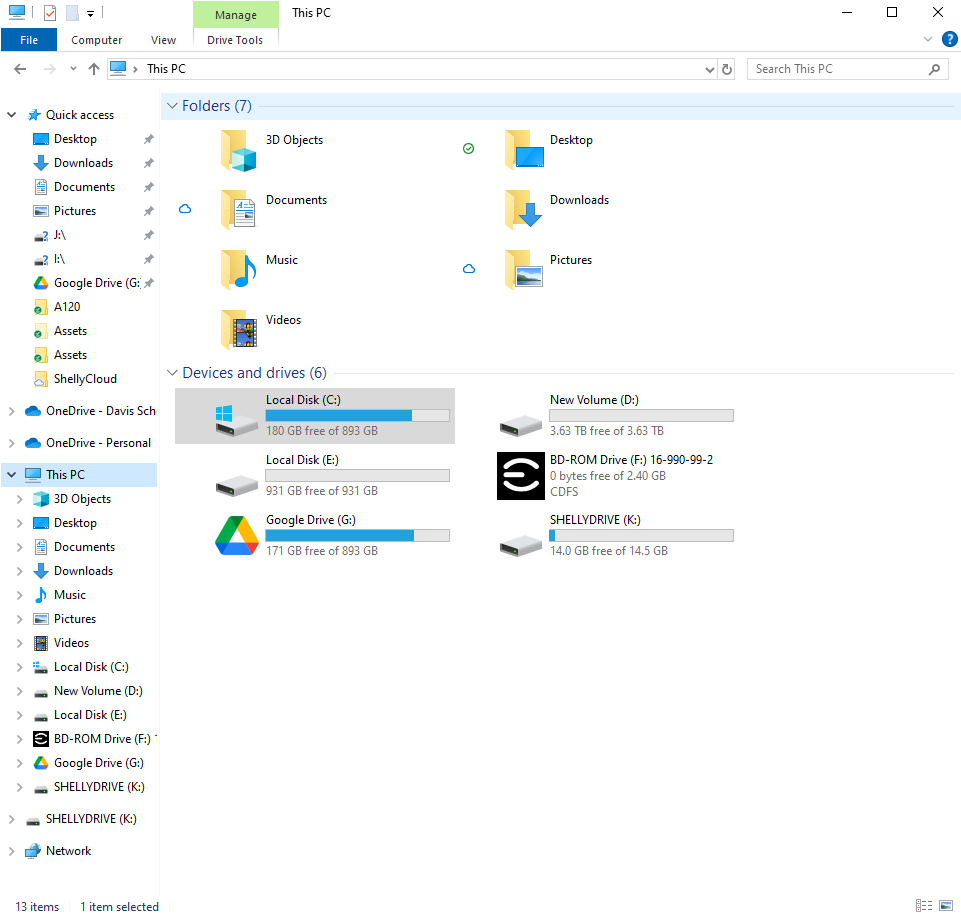 Manage
This PC
File
Computer
View
Drive Tools
This PC
Search This PC
Quick access
Desktop
Downloads
Documents
Pictures
J:\
I:\
Google Drive (G:
A120
Assets
Assets
ShellyCloud
OneDrive - Davis Sch
OneDrive - Personal
This PC
3D Objects
Desktop
Documents
Downloads
Music
Pictures
Videos
Local Disk (C:)
New Volume (D:)
Local Disk (E:)
BD-ROM Drive (F:) 1
Google Drive (G:)
SHELLYDRIVE (K:)
SHELLYDRIVE (K:)
Network
Folders (7)
3D Objects
Desktop
Documents
Downloads
Music
Pictures
Videos
Devices and drives (6)
Local Disk (C:)
180 GB free of 893 GB
New Volume (D:)
3.63 TB free of 3.63 TB
Local Disk (E:)
931 GB free of 931 GB
BD-ROM Drive (F:) 16-990-99-2
0 bytes free of 2.40 GB
CDFS
Google Drive (G:)
171 GB free of 893 GB
SHELLYDRIVE (K:)
14.0 GB free of 14.5 GB
13 items
1 item selected